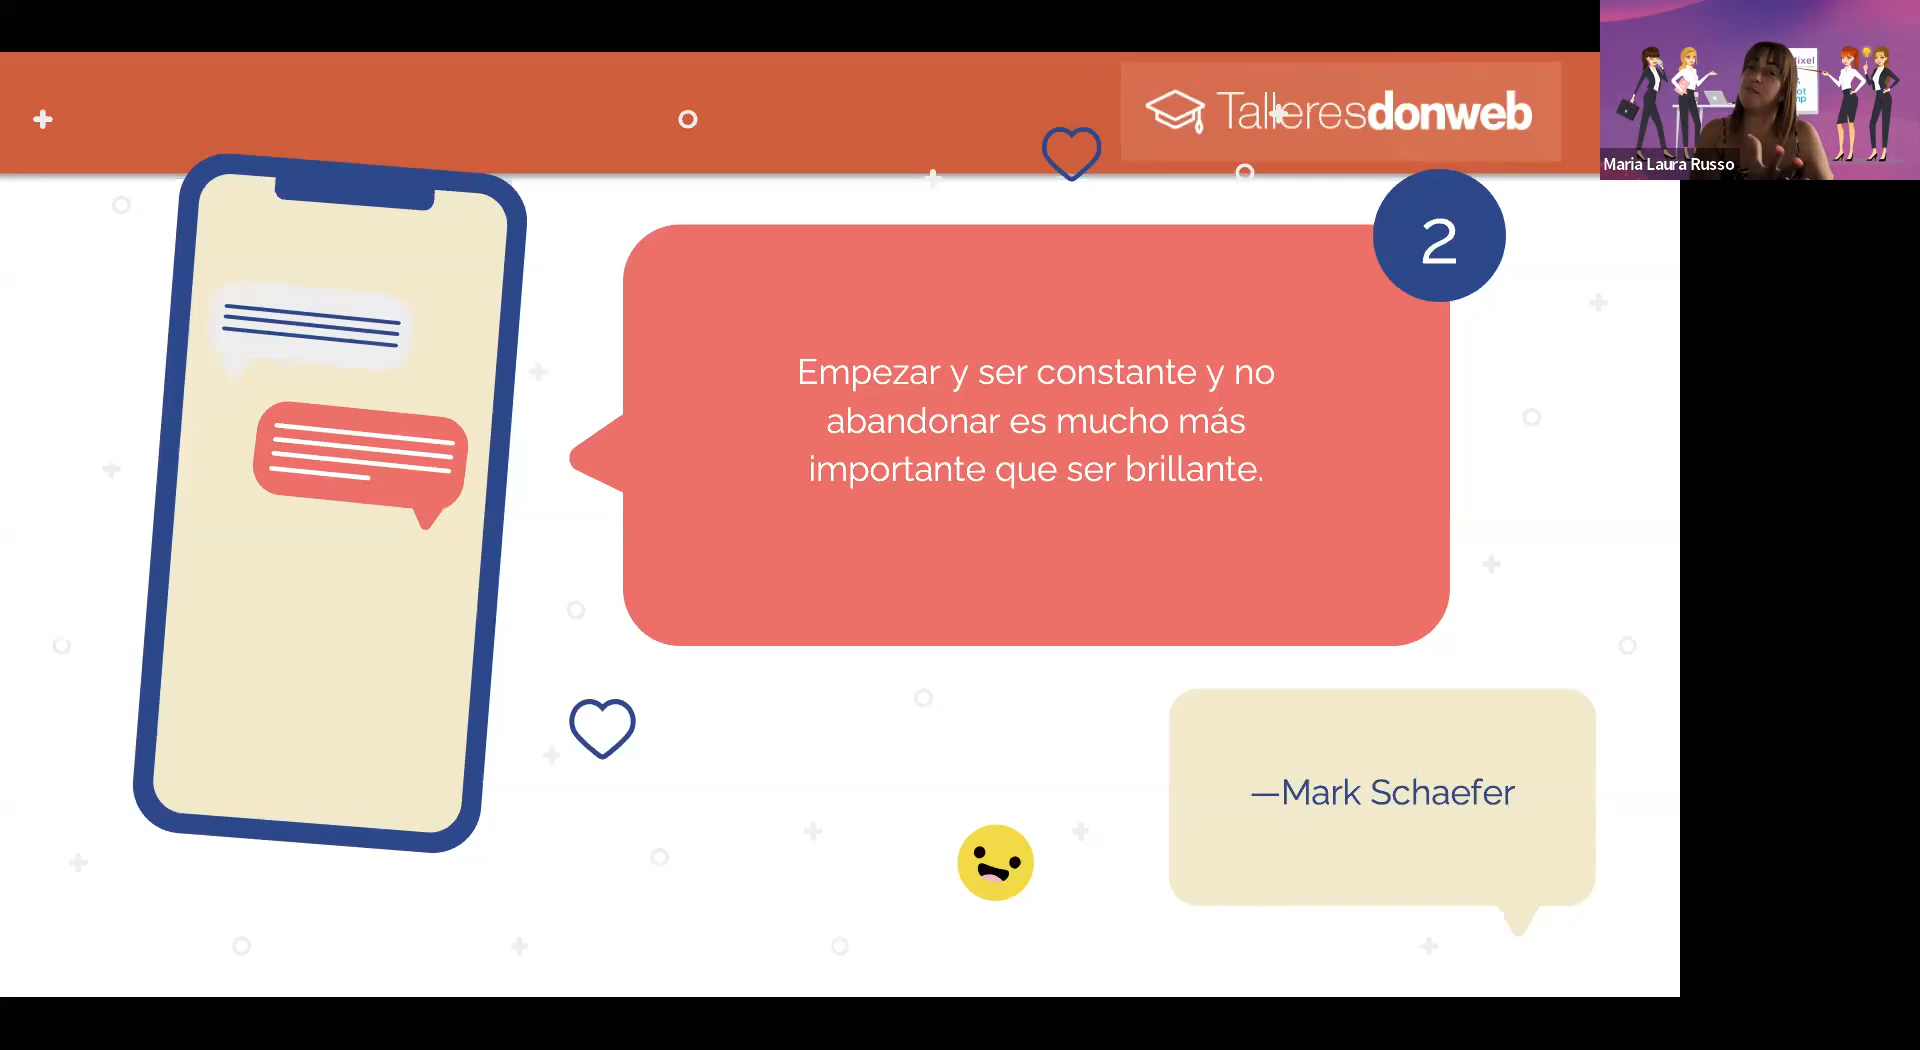 Talleresdonweb
Maria Laura Russo
2
Empezar y ser constante y no
abandonar es mucho más
importante que ser brillante.
—Mark Schaefer